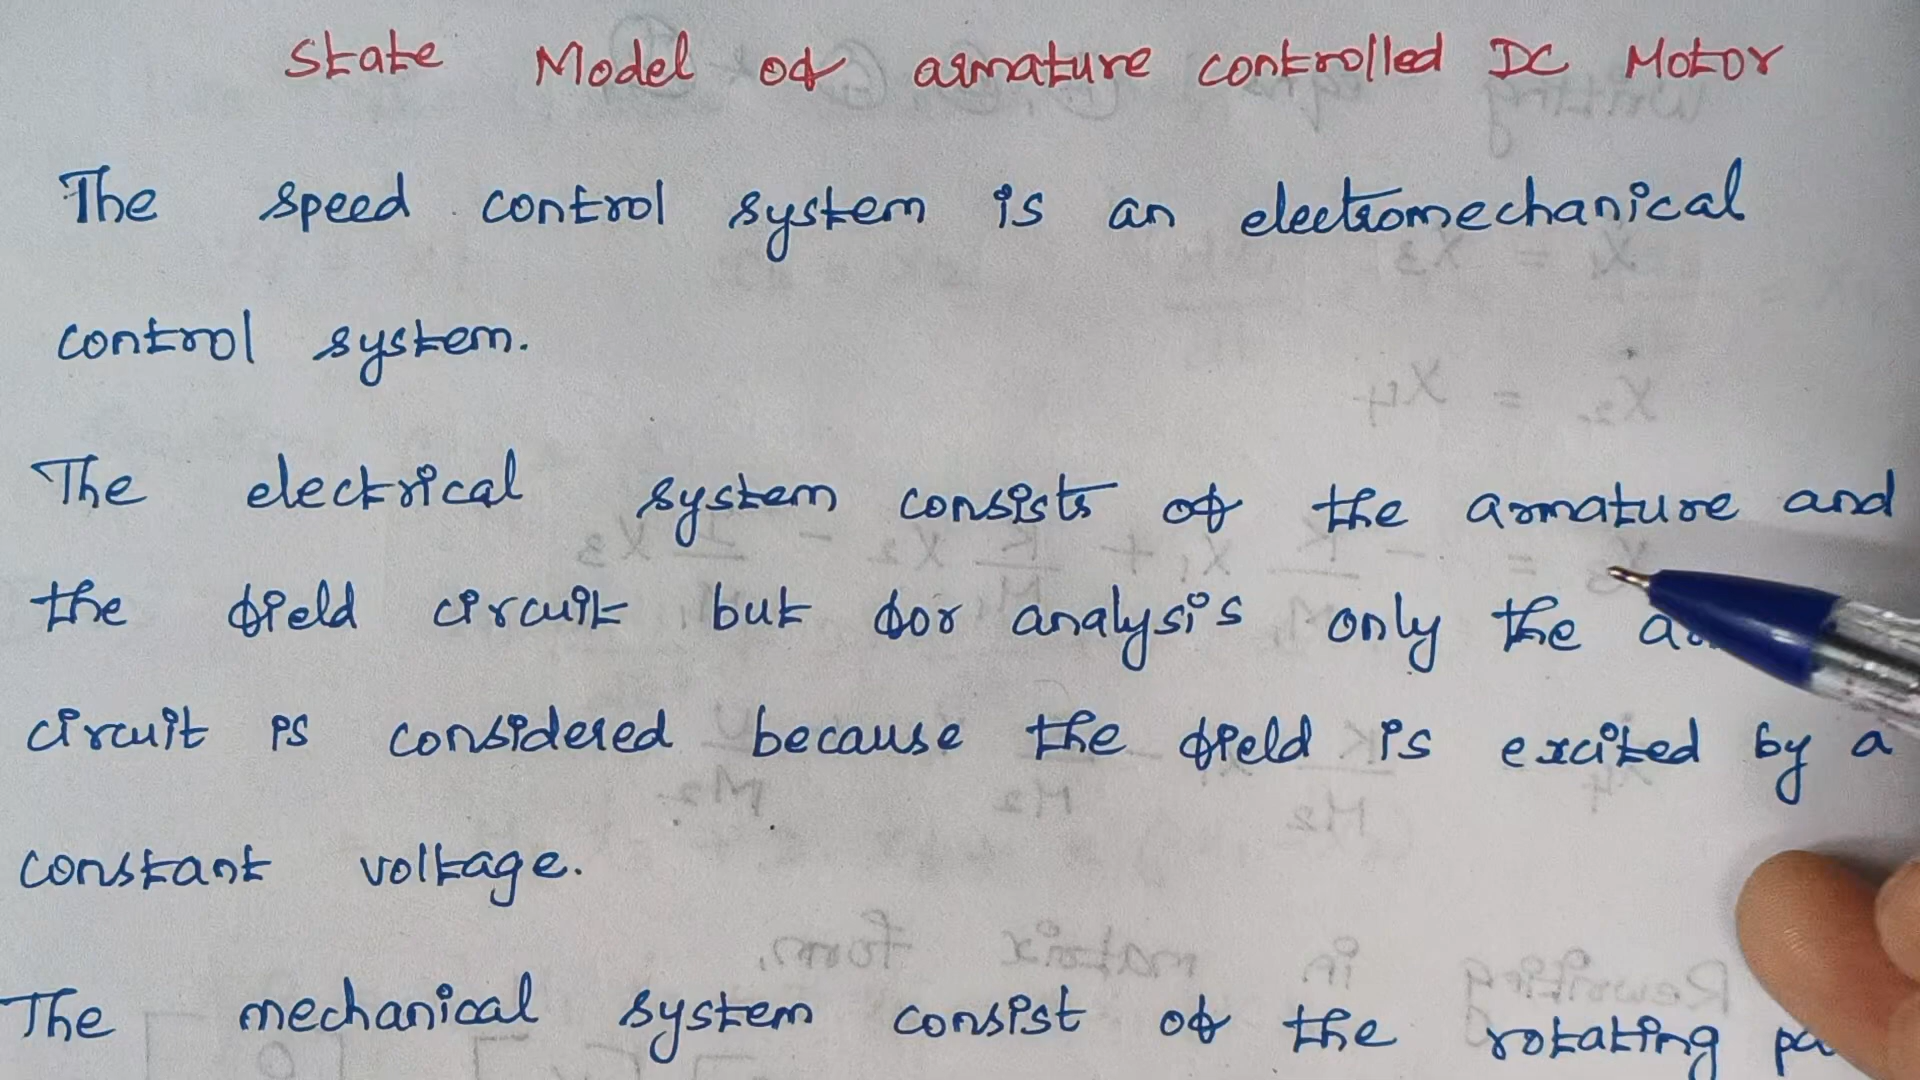 State Model of armature controlled DC Motor
The speed control system is an electromechanical
control system.
The electrical system consists of the armature and
the field circuit but for analysis only the
circuit is considered because the field is excited by a
constant voltage.
The mechanical system consist of the rotating